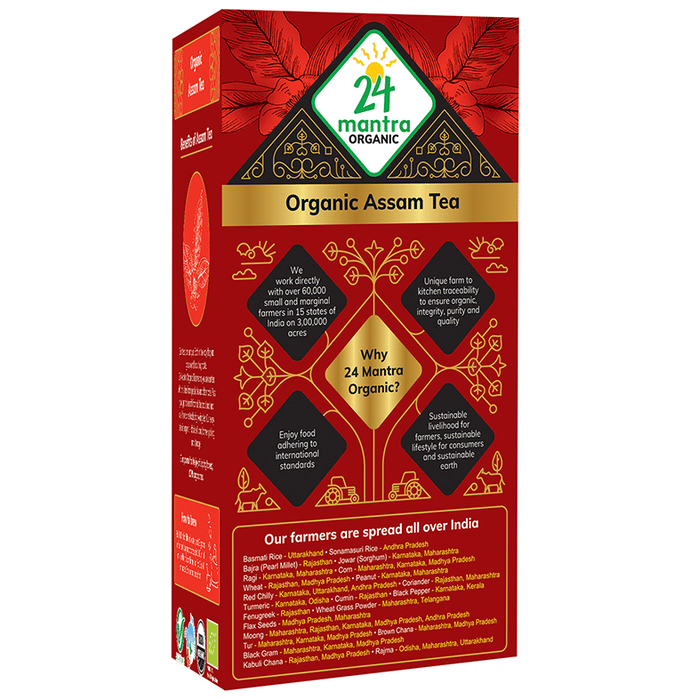 24
mantra
ORGANIC
Organic Assam Tea
We
work directly
with over 60,000
small and marginal
farmers in 15 states of
India on 3,00,000
acres
Unique farm to
kitchen traceability
to ensure organic,
integrity, purity and
quality
Why
24 Mantra
Organic?
Enjoy food
adhering to
international
standards
Sustainable
livelihood for
farmers, sustainable
lifestyle for consumers
and sustainable
earth
Our farmers are spread all over India
Basmati Rice - Uttarakhand • Sonamasuri Rice - Andhra Pradesh
Bajra (Pearl Millet) - Rajasthan • Jowar (Sorghum) - Karnataka, Maharashtra
Ragi - Karnataka, Maharashtra • Corn - Maharashtra, Karnataka, Madhya Pradesh
Wheat - Rajasthan, Madhya Pradesh • Peanut - Karnataka, Maharashtra
Red Chilly - Karnataka, Uttarakhand, Andhra Pradesh • Coriander - Rajasthan, Maharashtra
Turmeric - Karnataka, Odisha • Cumin - Rajasthan • Black Pepper - Karnataka, Kerala
Fenugreek - Rajasthan • Wheat Grass Powder - Maharashtra, Telangana
Flax Seeds - Madhya Pradesh, Maharashtra
Moong - Maharashtra, Rajasthan, Karnataka, Madhya Pradesh, Andhra Pradesh
Tur - Maharashtra, Karnataka, Madhya Pradesh • Brown Chana - Maharashtra, Madhya Pradesh
Black Gram - Maharashtra, Karnataka, Madhya Pradesh
Kabuli Chana - Rajasthan, Madhya Pradesh • Rajma - Odisha, Maharashtra, Uttarakhand
Organic
Assam Tea
Benefits of Assam Tea
How to brew